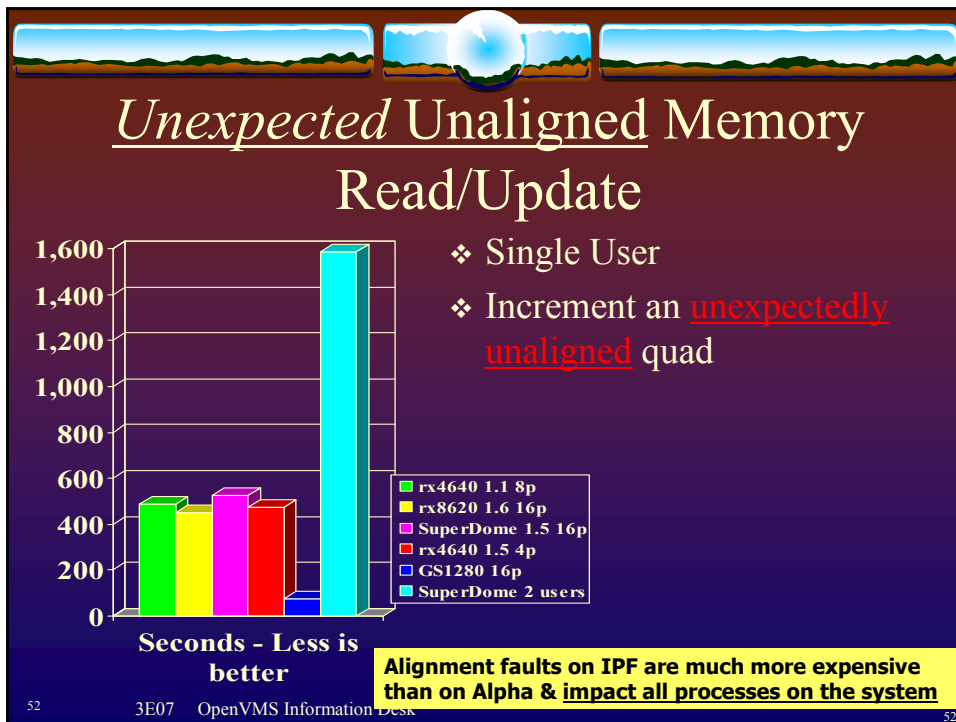 Unexpected Unaligned Memory
Read/Update
1,600
1,400
1,200
1,000
800
600
400
200
0
Seconds - Less is
better
rx4640 1.1 8p
rx8620 1.6 16p
SuperDome 1.5 16p
rx4640 1.5 4p
GS1280 16p
SuperDome 2 users
❖ Single User
❖ Increment an unexpectedly
unaligned quad
Alignment faults on IPF are much more expensive
than on Alpha & impact all processes on the system
52
3E07 OpenVMS Information Desk
52